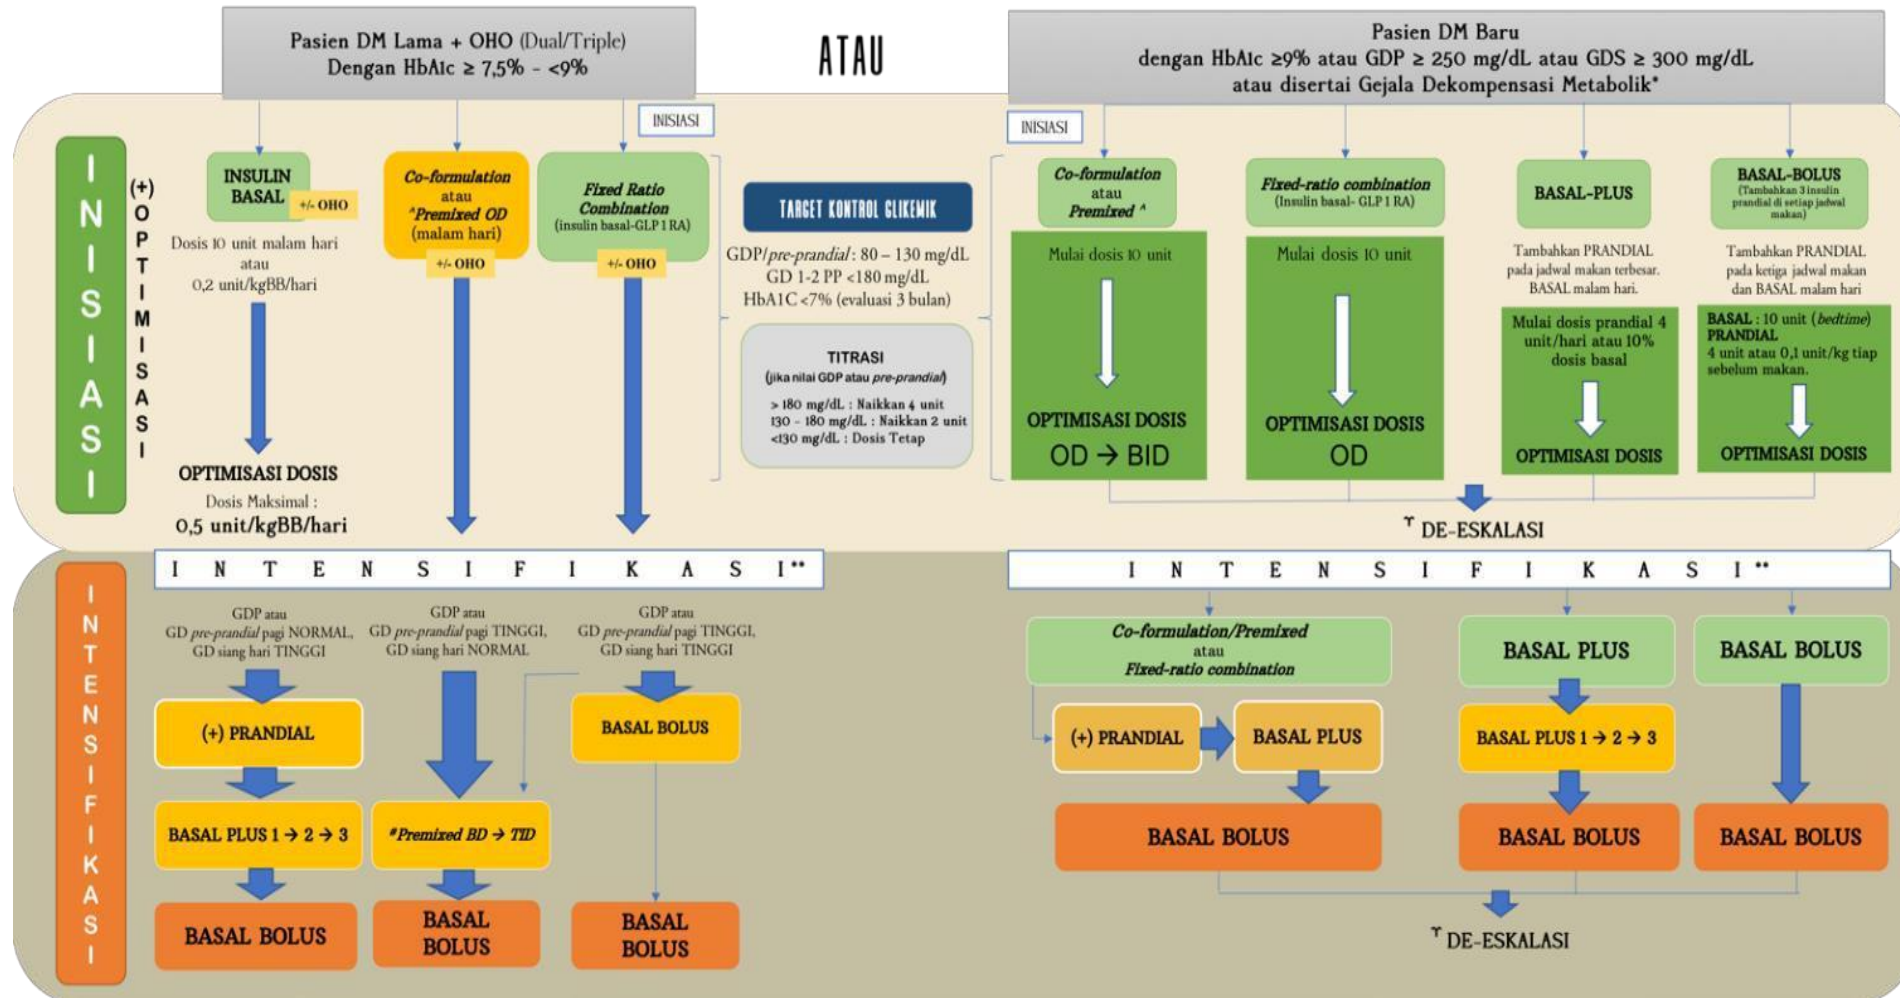 Pasien DM Lama + OHO (Dual/Triple)
Dengan HbA1c ≥ 7,5% - <9%
ATAU
Pasien DM Baru
dengan HbA1c ≥9% atau GDP ≥ 250 mg/dL atau GDS ≥ 300 mg/dL
atau disertai Gejala Dekompensasi Metabolik*
INISIASI
INISIASI
INISIASI
(+) OPTIMISASI
INSULIN
BASAL
+/- OHO
Dosis 10 unit malam hari
atau
0,2 unit/kgBB/hari
OPTIMISASI DOSIS
Dosis Maksimal :
0,5 unit/kgBB/hari
Co-formulation
atau
^Premixed OD
(malam hari)
+/- OHO
Fixed Ratio
Combination
(insulin basal-GLP 1 RA)
+/- OHO
TARGET KONTROL GLIKEMIK
GDP/pre-prandial : 80 – 130 mg/dL
GD 1-2 PP <180 mg/dL
HbA1C <7% (evaluasi 3 bulan)
TITRASI
(jika nilai GDP atau pre-prandial)
> 180 mg/dL : Naikkan 4 unit
130 - 180 mg/dL : Naikkan 2 unit
<130 mg/dL : Dosis Tetap
Co-formulation
atau
Premixed ^
Mulai dosis 10 unit
OPTIMISASI DOSIS
OD → BID
Fixed-ratio combination
(Insulin basal- GLP 1 RA)
Mulai dosis 10 unit
OPTIMISASI DOSIS
OD
BASAL-PLUS
Tambahkan PRANDIAL
pada jadwal makan terbesar.
BASAL malam hari.
Mulai dosis prandial 4
unit/hari atau 10%
dosis basal
OPTIMISASI DOSIS
BASAL-BOLUS
(Tambahkan 3 insulin
prandial di setiap jadwal
makan)
Tambahkan PRANDIAL
pada ketiga jadwal makan
dan BASAL malam hari
BASAL : 10 unit (bedtime)
PRANDIAL
4 unit atau 0,1 unit/kg tiap
sebelum makan.
OPTIMISASI DOSIS
ϒ DE-ESKALASI
INTENSIFIKASI
I N T E N S I F I K A S I**
GDP atau
GD pre-prandial pagi NORMAL,
GD siang hari TINGGI
(+) PRANDIAL
BASAL PLUS 1 → 2 → 3
BASAL BOLUS
GDP atau
GD pre-prandial pagi TINGGI,
GD siang hari NORMAL
#Premixed BD → TID
BASAL
BOLUS
GDP atau
GD pre-prandial pagi TINGGI,
GD siang hari TINGGI
BASAL BOLUS
BASAL
BOLUS
I N T E N S I F I K A S I **
Co-formulation/Premixed
atau
Fixed-ratio combination
(+) PRANDIAL
BASAL PLUS
BASAL BOLUS
BASAL PLUS
BASAL PLUS 1 → 2 → 3
BASAL BOLUS
BASAL BOLUS
BASAL BOLUS
ϒ DE-ESKALASI